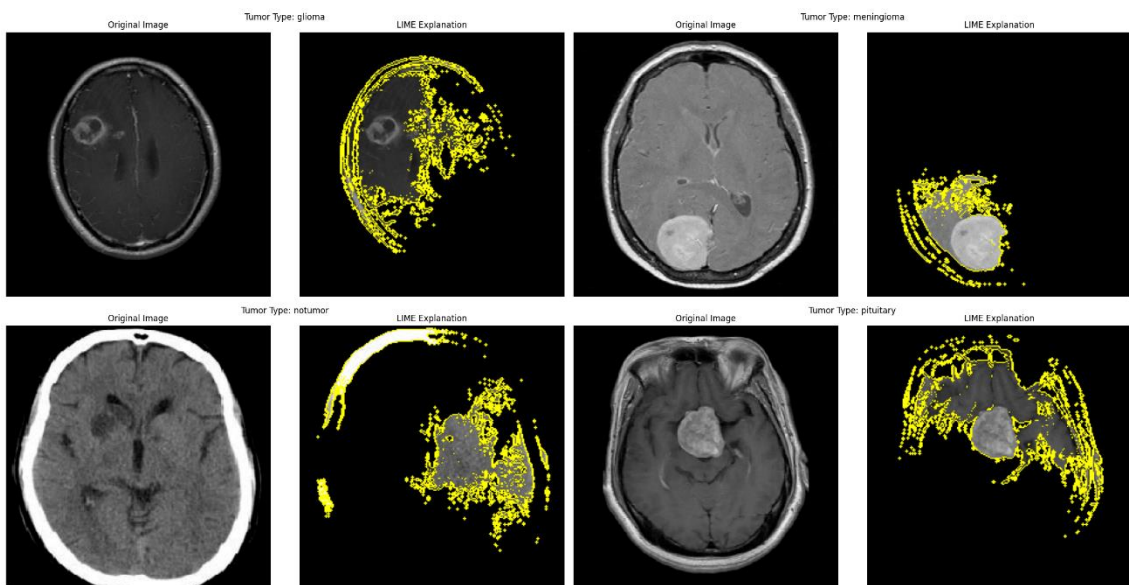 Tumor Type: glioma
Original Image
LIME Explanation
Tumor Type: meningioma
Original Image
LIME Explanation
Tumor Type: notumor
Original Image
LIME Explanation
Tumor Type: pituitary
Original Image
LIME Explanation